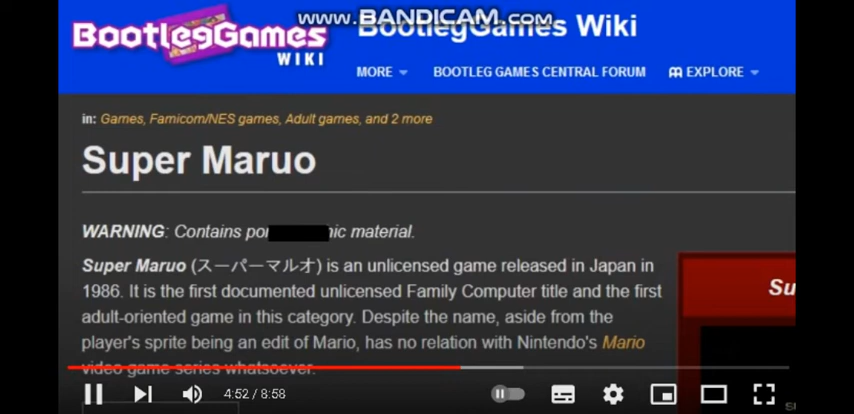 www.BANDICAM.com
BootlegGames BootlegGames Wiki
WIKI
MORE BOOTLEG GAMES CENTRAL FORUM EXPLORE
in: Games, Famicom/NES games, Adult games, and 2 more
Super Maruo
WARNING: Contains por nic material.
Super Maruo (スーパーマルオ) is an unlicensed game released in Japan in
1986. It is the first documented unlicensed Family Computer title and the first
adult-oriented game in this category. Despite the name, aside from the
player's sprite being an edit of Mario, has no relation with Nintendo's Mario
video game series whatsoever.
Su
4:52 / 8:58